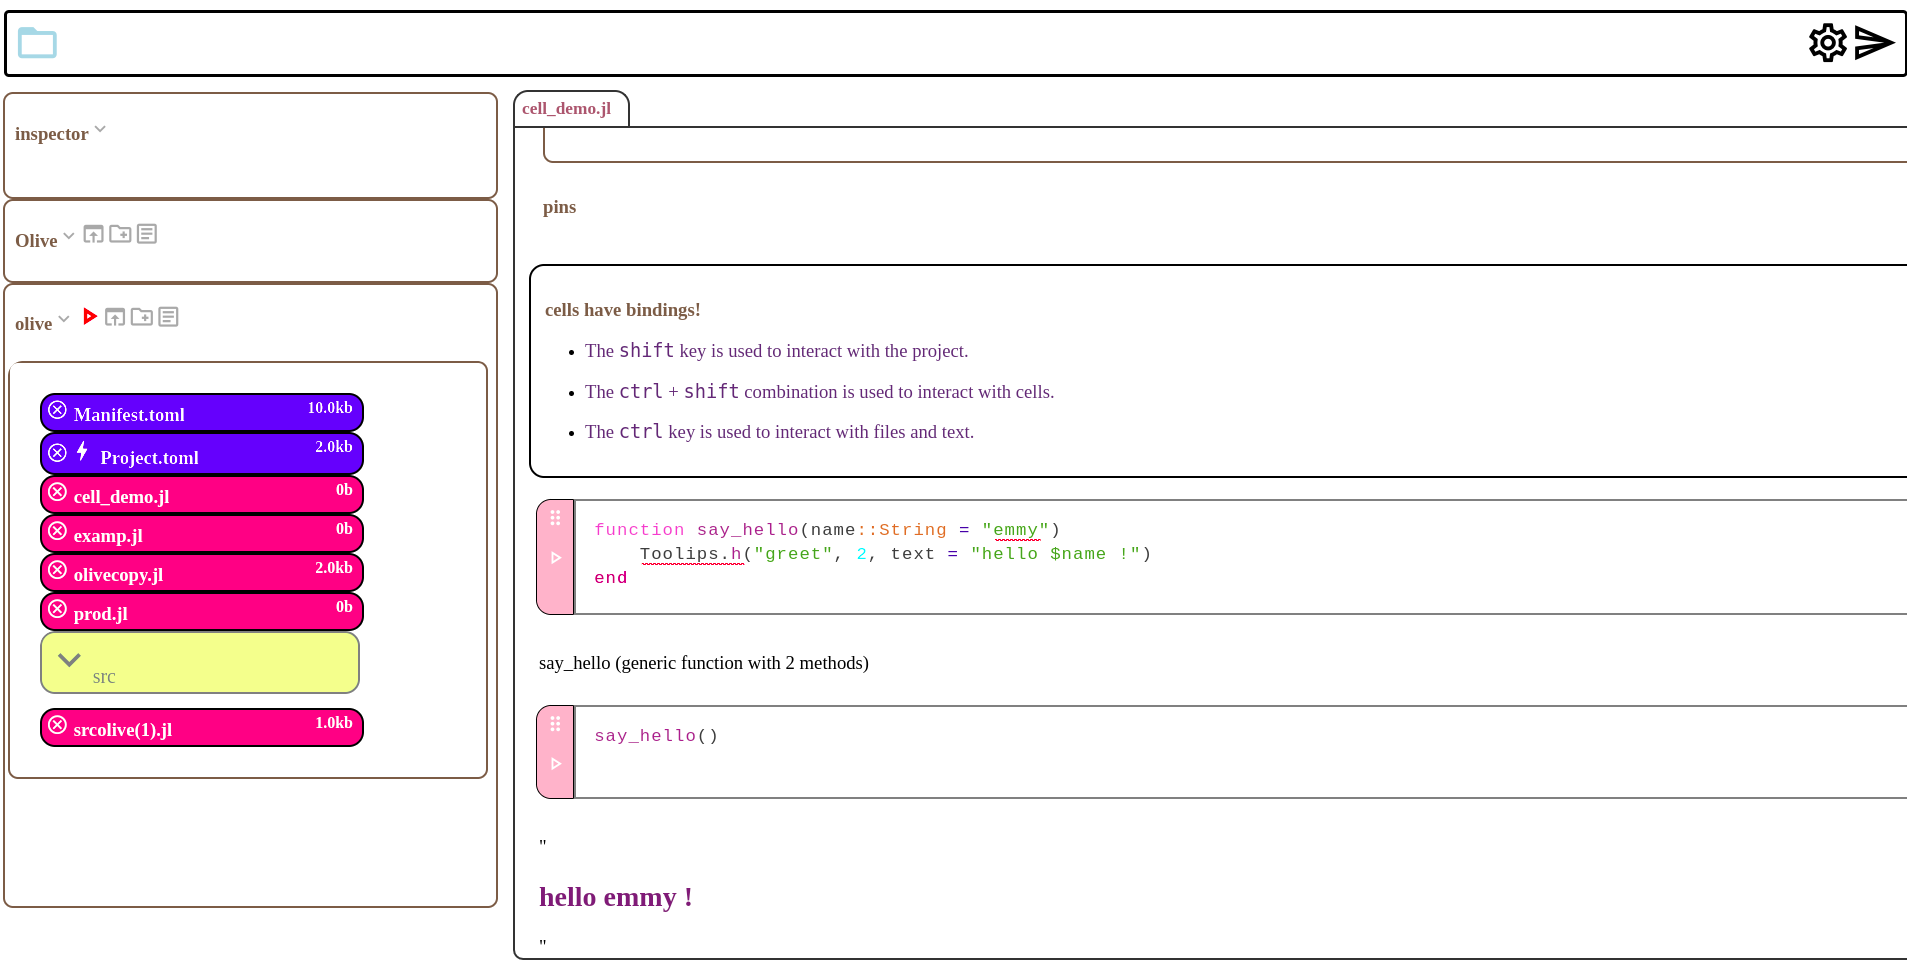 inspector
Olive
olive
Manifest.toml 10.0kb
Project.toml 2.0kb
cell_demo.jl 0b
examp.jl 0b
olivecopy.jl 2.0kb
prod.jl 0b
src
srcolive(1).jl 1.0kb
cell_demo.jl
pins
cells have bindings!
The shift key is used to interact with the project.
The ctrl + shift combination is used to interact with cells.
The ctrl key is used to interact with files and text.
function say_hello(name::String = "emmy")
    Toolips.h("greet", 2, text = "hello $name !")
end
say_hello (generic function with 2 methods)
say_hello()
"
hello emmy !
"